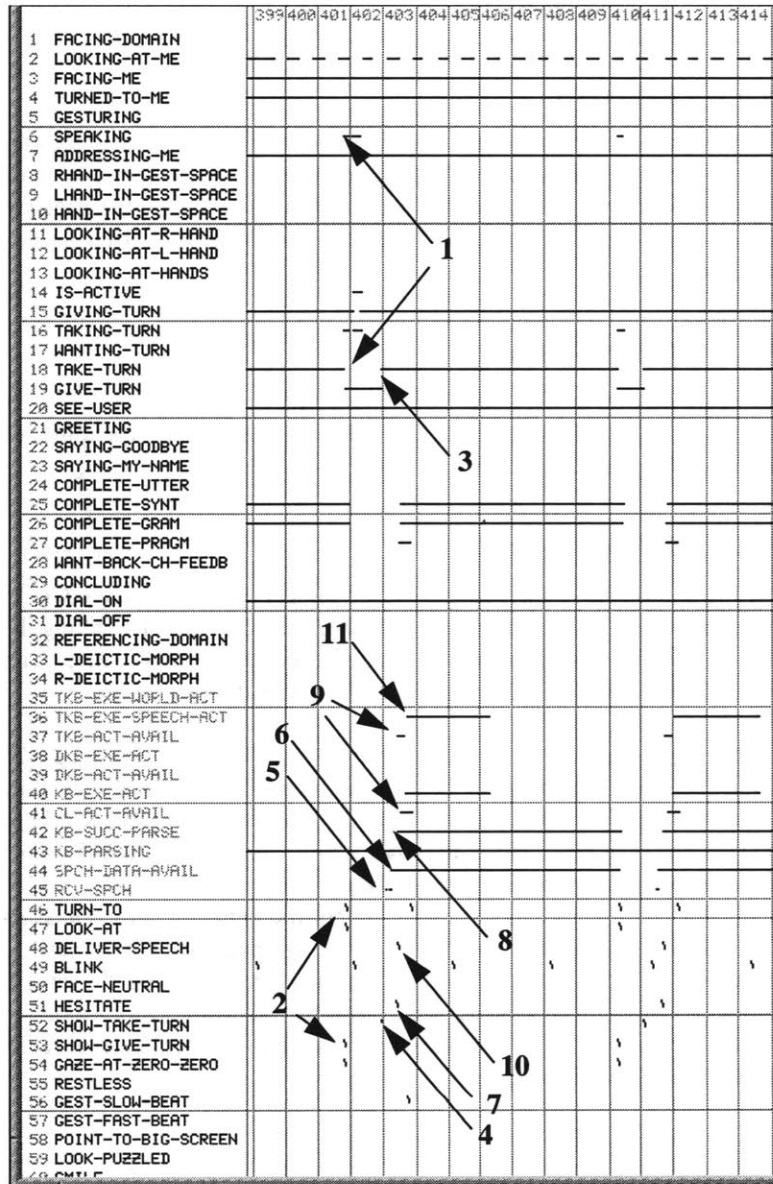 399 400 401 402 403 404 405 406 407 408 409 410 411 412 413 414
1 FACING-DOMAIN
2 LOOKING-AT-ME
3 FACING-ME
4 TURNED-TO-ME
5 GESTURING
6 SPEAKING
7 ADDRESSING-ME
8 RHAND-IN-GEST-SPACE
9 LHAND-IN-GEST-SPACE
10 HAND-IN-GEST-SPACE
11 LOOKING-AT-R-HAND
12 LOOKING-AT-L-HAND
1
13 LOOKING-AT-HANDS
14 IS-ACTIVE
15 GIVING-TURN
16 TAKING-TURN
17 WANTING-TURN
18 TAKE-TURN
19 GIVE-TURN
20 SEE-USER
21 GREETING
22 SAYING-GOODBYE
3
23 SAYING-MY-NAME
24 COMPLETE-UTTER
25 COMPLETE-SYNT
26 COMPLETE-GRAM
27 COMPLETE-PRAGM
28 WANT-BACK-CH-FEEDB
29 CONCLUDING
30 DIAL-ON
31 DIAL-OFF
32 REFERENCING-DOMAIN
11
33 L-DEICTIC-MORPH
34 R-DEICTIC-MORPH
35 TKB-EXE-WORLD-ACT
9
36 TKB-EXE-SPEECH-ACT
37 TKB-ACT-AVAIL
6
38 DKB-EXE-ACT
39 DKB-ACT-AVAIL
5
40 KB-EXE-ACT
41 CL-ACT-AVAIL
42 KB-SUCC-PARSE
43 KB-PARSING
44 SPCH-DATA-AVAIL
45 RCV-SPCH
46 TURN-TO
47 LOOK-AT
8
48 DELIVER-SPEECH
49 BLINK
50 FACE-NEUTRAL
2
51 HESITATE
52 SHOW-TAKE-TURN
53 SHOW-GIVE-TURN
54 GAZE-AT-ZERO-ZERO
10
55 RESTLESS
56 GEST-SLOW-BEAT
7
57 GEST-FAST-BEAT
58 POINT-TO-BIG-SCREEN
4
59 LOOK-PUZZLED